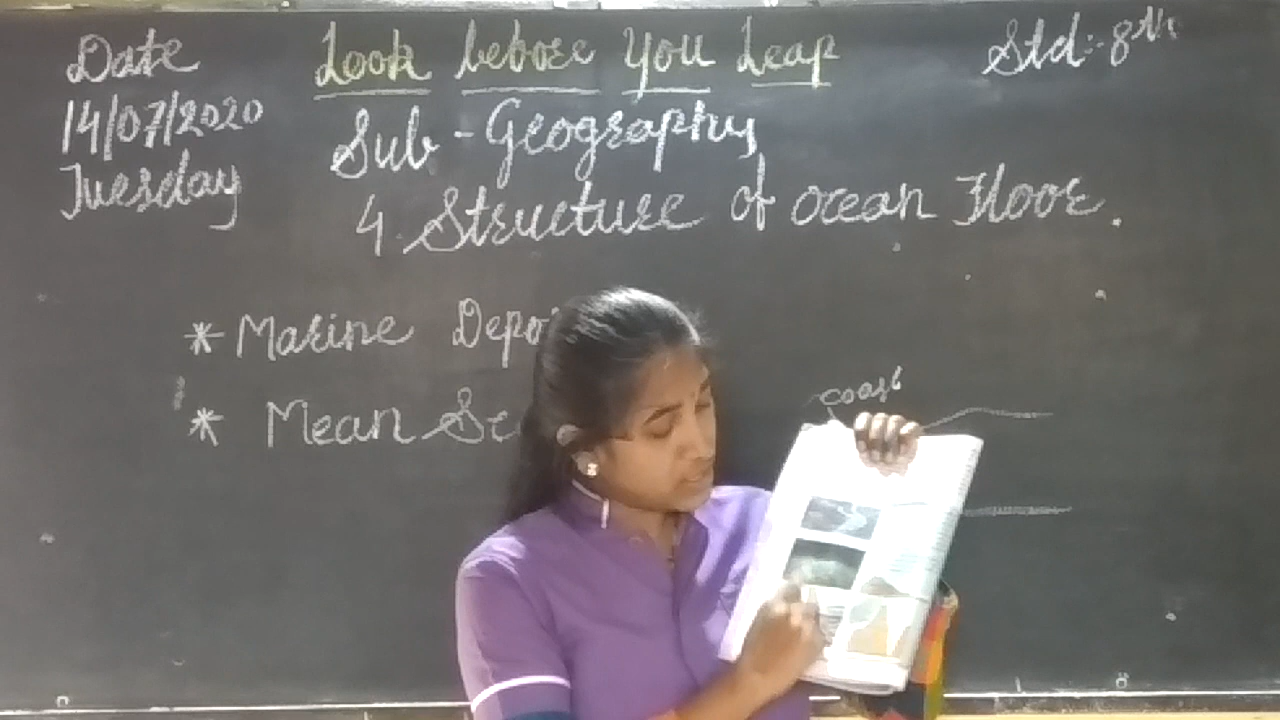 Date
Look before You Leap
Std:-8th
14/07/2020
Sub - Geography
Tuesday
4. Structure of ocean Floor.
* Marine
* Mean
coast